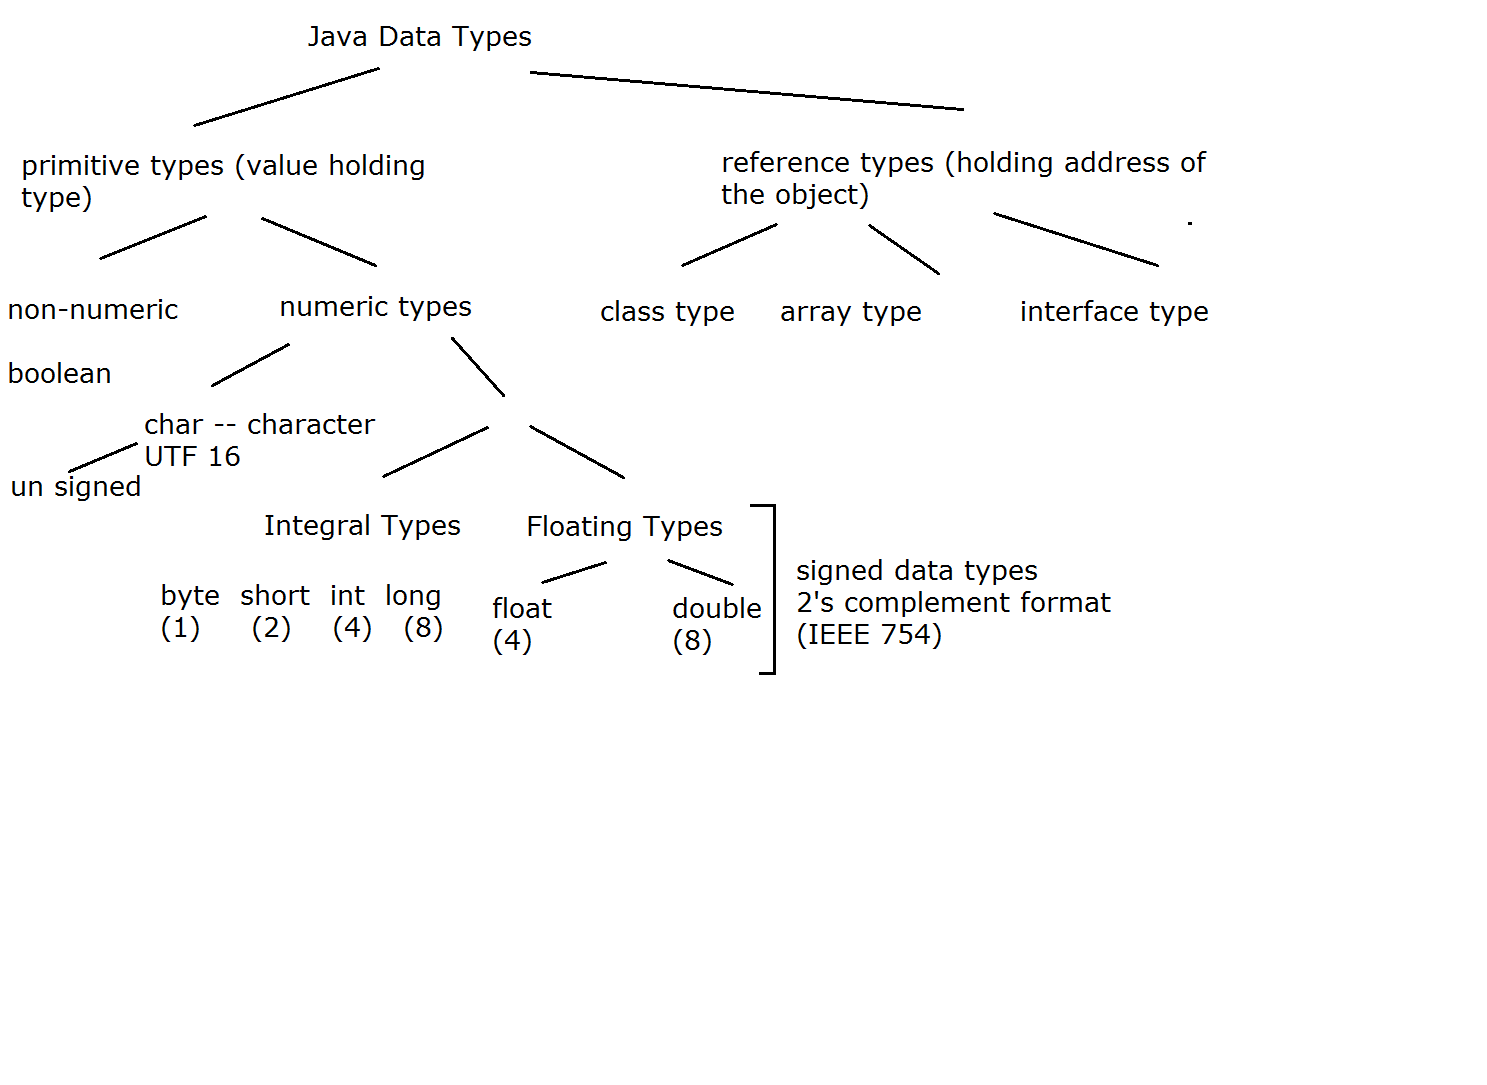 Java Data Types
primitive types (value holding
type)
reference types (holding address of
the object)
non-numeric
numeric types
class type
array type
interface type
boolean
char -- character
UTF 16
un signed
Integral Types
Floating Types
byte short int long
(1) (2) (4) (8)
float
(4)
double
(8)
signed data types
2's complement format
(IEEE 754)